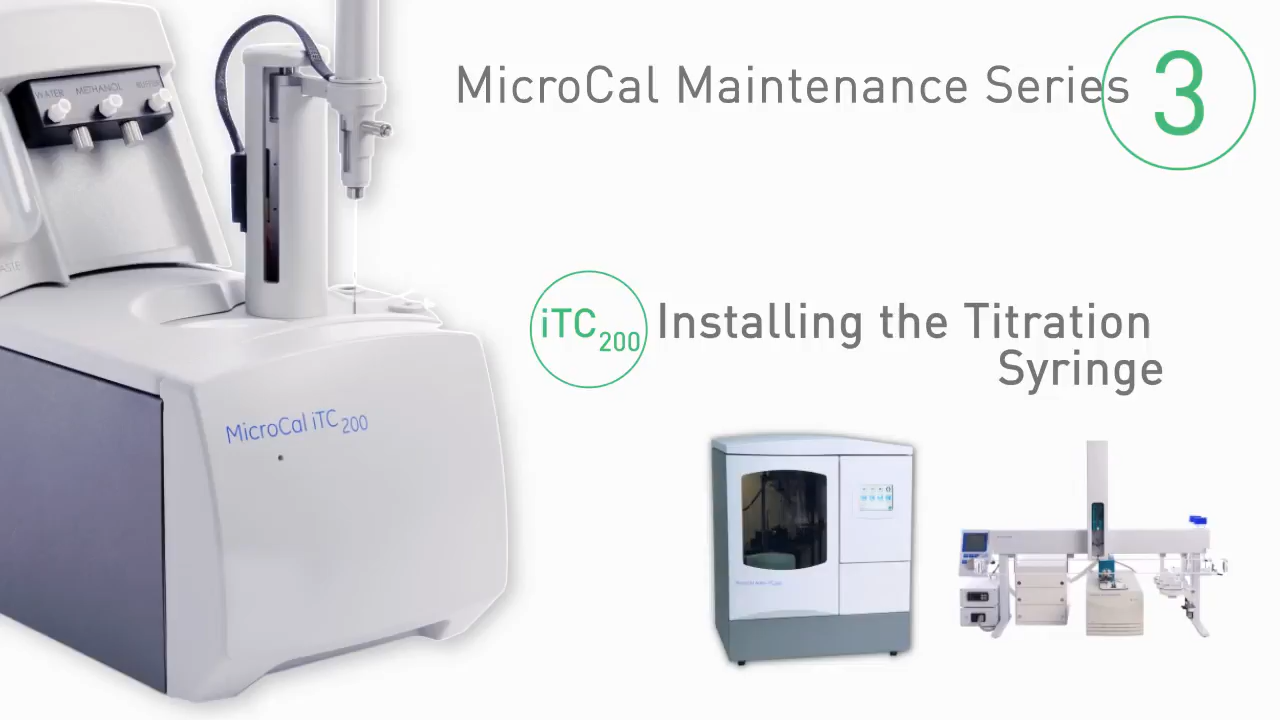 MicroCal Maintenance Series 3
WATER METHANOL
iTC200 Installing the Titration
Syringe
MicroCal iTC200